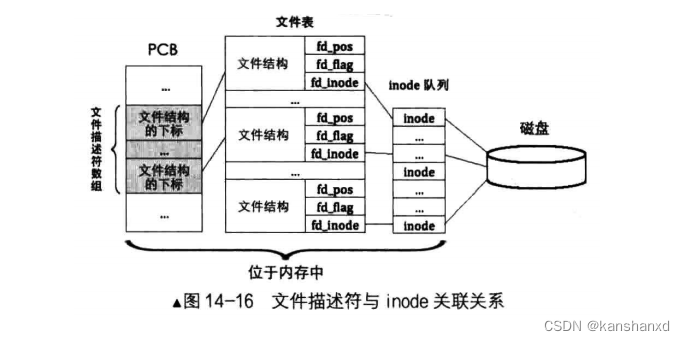 文件表
PCB
...
文件描述符数组
文件结构
的下标
...
文件结构
的下标
...
文件结构
fd_pos
fd_flag
fd_inode
...
文件结构
fd_pos
fd_flag
fd_inode
...
文件结构
fd_pos
fd_flag
fd_inode
inode 队列
inode
...
...
inode
...
...
inode
磁盘
位于内存中
▲图 14-16 文件描述符与 inode 关联关系
CSDN @kanshanxd